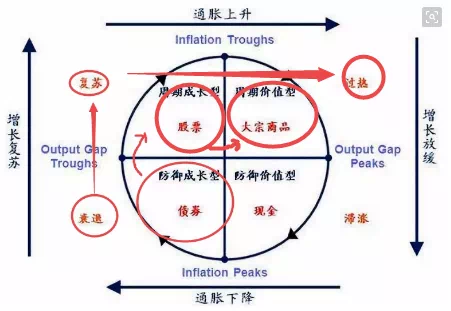 通胀上升
Inflation Troughs
复苏
过热
周期成长型
周期价值型
股票
大宗商品
增长复苏
增长放缓
Output Gap
Troughs
Output Gap
Peaks
防御成长型
防御价值型
衰退
债券
现金
滞涨
Inflation Peaks
通胀下降